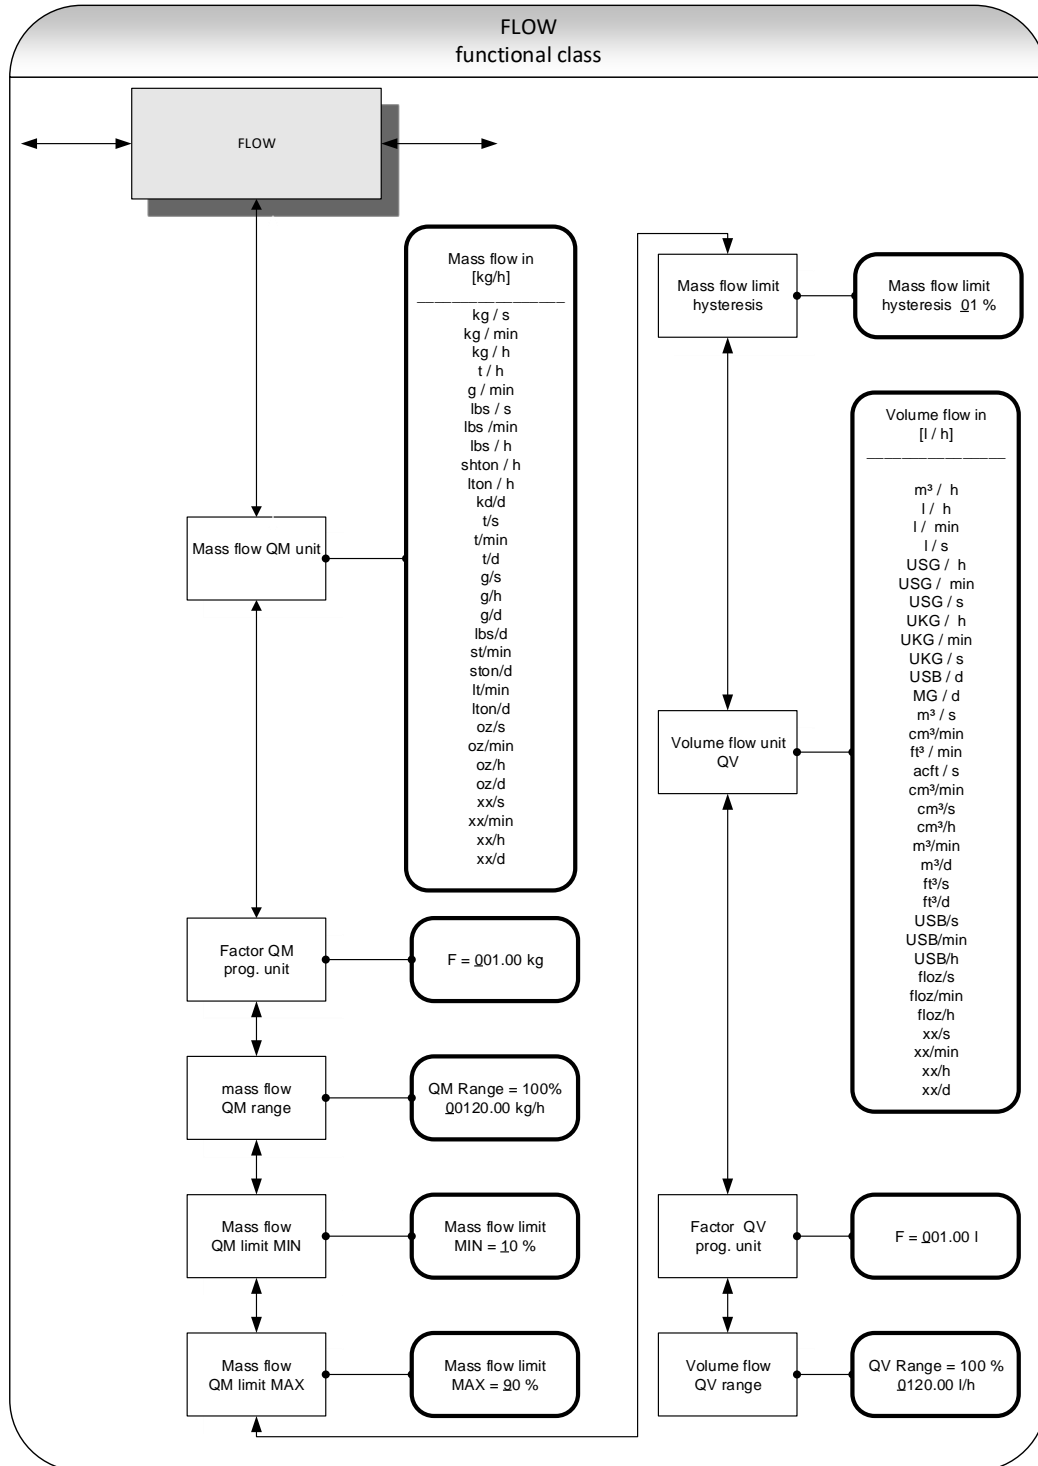 FLOW
functional class
FLOW
Mass flow in
[kg/h]
kg / s
kg / min
kg / h
t / h
g / min
lbs / s
lbs /min
lbs / h
shton / h
lton / h
kd/d
t/s
t/min
t/d
g/s
g/h
g/d
lbs/d
st/min
ston/d
lt/min
lton/d
oz/s
oz/min
oz/h
oz/d
xx/s
xx/min
xx/h
xx/d
Mass flow QM unit
Factor QM
prog. unit
F = 001.00 kg
mass flow
QM range
QM Range = 100%
00120.00 kg/h
Mass flow
QM limit MIN
Mass flow limit
MIN = 10 %
Mass flow
QM limit MAX
Mass flow limit
MAX = 90 %
Mass flow limit
hysteresis
Mass flow limit
hysteresis 01 %
Volume flow in
[l / h]
m³ / h
l / h
l / min
l / s
USG / h
USG / min
USG / s
UKG / h
UKG / min
UKG / s
USB / d
MG / d
m³ / s
cm³/min
ft³ / min
acft / s
cm³/min
cm³/s
cm³/h
m³/min
m³/d
ft³/s
ft³/d
USB/s
USB/min
USB/h
floz/s
floz/min
floz/h
xx/s
xx/min
xx/h
xx/d
Volume flow unit
QV
Factor QV
prog. unit
F = 001.00 l
Volume flow
QV range
QV Range = 100 %
0120.00 l/h